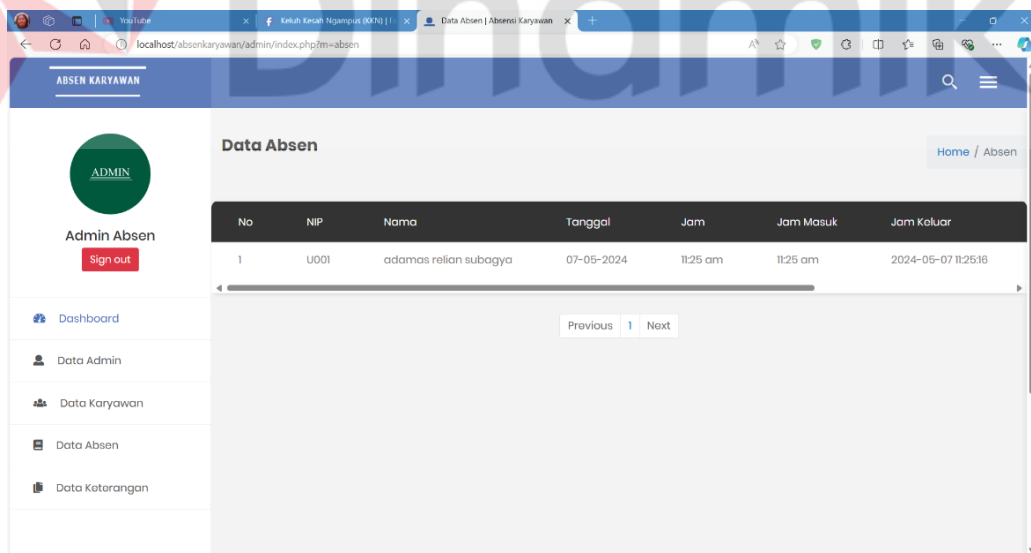 Dinamik
YouTube
Keluh Kesah Ngampus (KKN) | F
Data Absen | Absensi Karyawan
localhost/absenkaryawan/admin/index.php?m=absen
ABSEN KARYAWAN
ADMIN
Admin Absen
Sign out
Dashboard
Data Admin
Data Karyawan
Data Absen
Data Keterangan
Data Absen
Home / Absen
No NIP Nama Tanggal Jam Jam Masuk Jam Keluar
1 U001 adamas relian subagya 07-05-2024 11:25 am 11:25 am 2024-05-07 11:25:16
Previous 1 Next